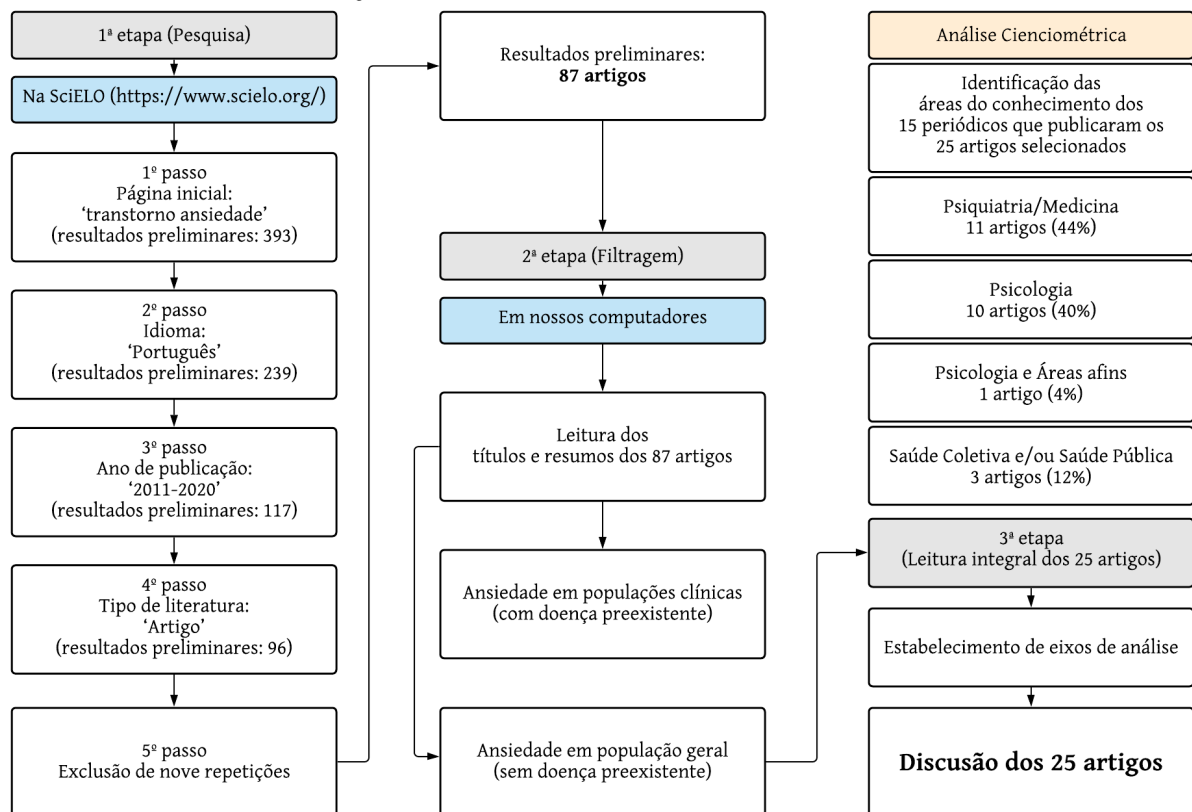 1ª etapa (Pesquisa)
Na SciELO (https://www.scielo.org/)
1º passo
Página inicial:
‘transtorno ansiedade’
(resultados preliminares: 393)
2º passo
Idioma:
‘Português’
(resultados preliminares: 239)
3º passo
Ano de publicação:
‘2011-2020’
(resultados preliminares: 117)
4º passo
Tipo de literatura:
‘Artigo’
(resultados preliminares: 96)
5º passo
Exclusão de nove repetições
Resultados preliminares:
87 artigos
2ª etapa (Filtragem)
Em nossos computadores
Leitura dos
títulos e resumos dos 87 artigos
Ansiedade em populações clínicas
(com doença preexistente)
Ansiedade em população geral
(sem doença preexistente)
Análise Cienciométrica
Identificação das
áreas do conhecimento dos
15 periódicos que publicaram os
25 artigos selecionados
Psiquiatria/Medicina
11 artigos (44%)
Psicologia
10 artigos (40%)
Psicologia e Áreas afins
1 artigo (4%)
Saúde Coletiva e/ou Saúde Pública
3 artigos (12%)
3ª etapa
(Leitura integral dos 25 artigos)
Estabelecimento de eixos de análise
Discussão dos 25 artigos